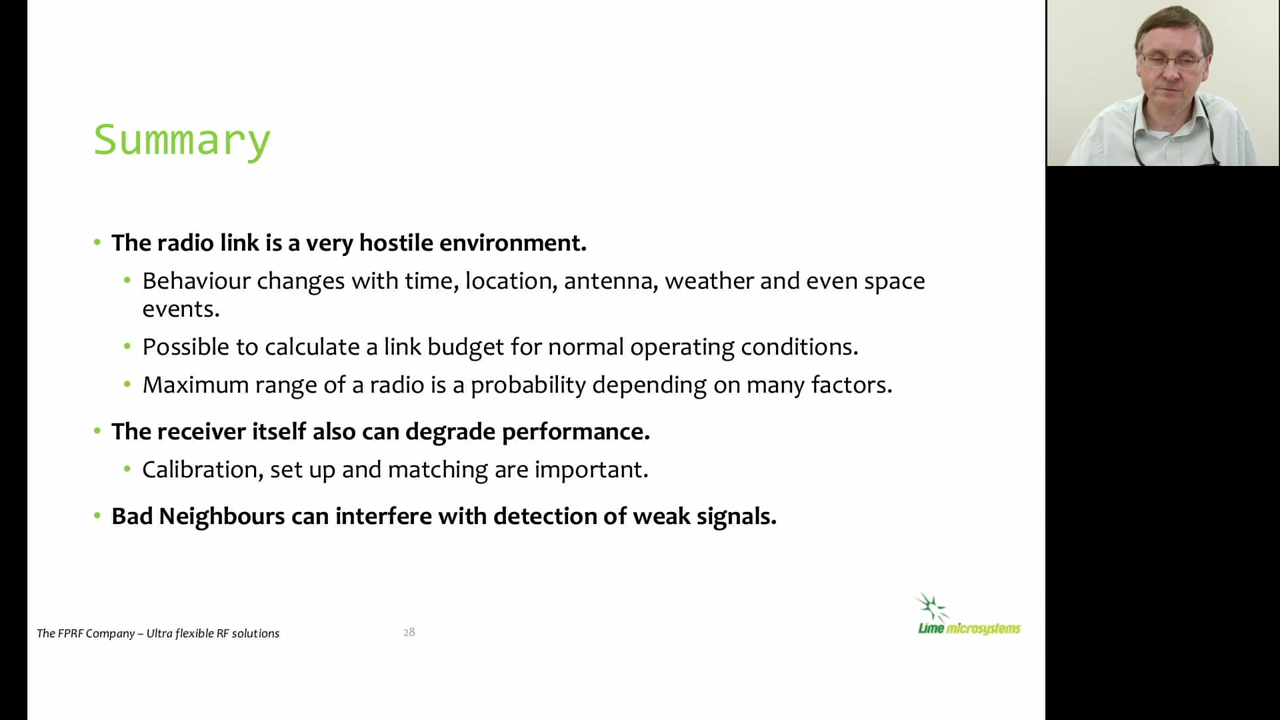 Summary
• The radio link is a very hostile environment.
• Behaviour changes with time, location, antenna, weather and even space
events.
• Possible to calculate a link budget for normal operating conditions.
• Maximum range of a radio is a probability depending on many factors.
• The receiver itself also can degrade performance.
• Calibration, set up and matching are important.
• Bad Neighbours can interfere with detection of weak signals.
The FPRF Company – Ultra flexible RF solutions
28
Lime microsystems